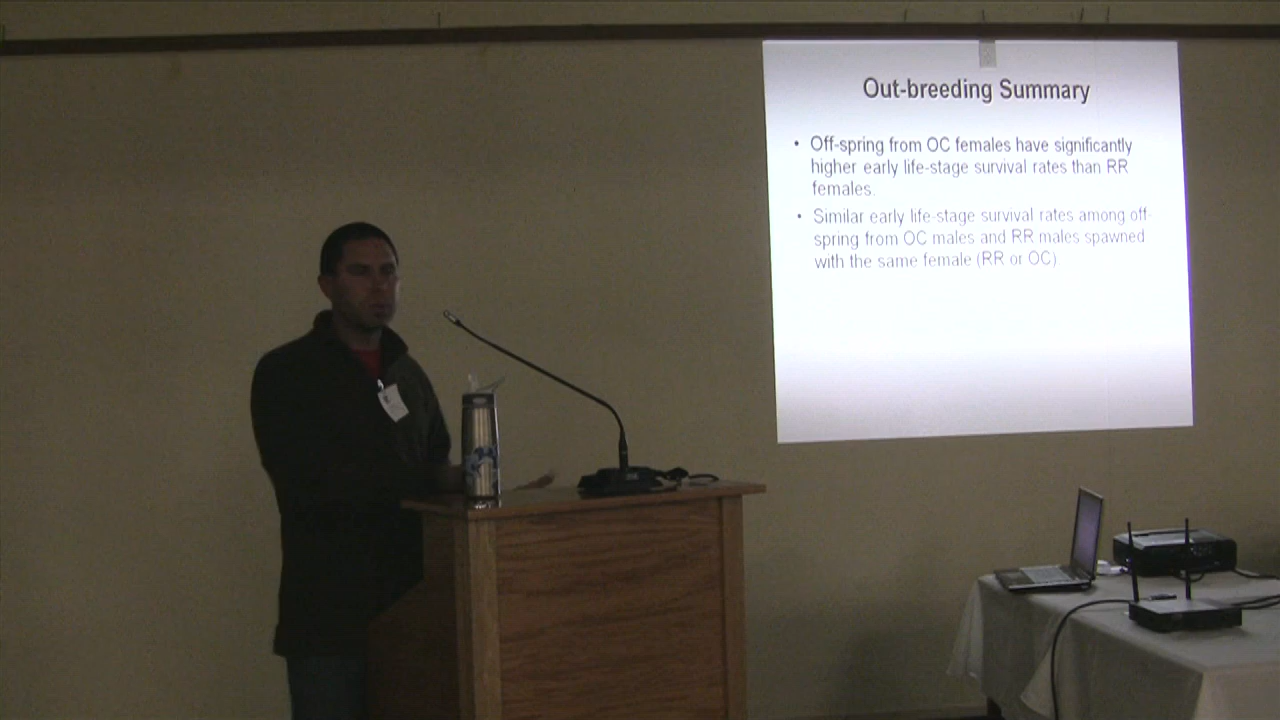 Out-breeding Summary
• Off-spring from OC females have significantly
higher early life-stage survival rates than RR
females.
• Similar early life-stage survival rates among off-
spring from OC males and RR males spawned
with the same female (RR or OC)